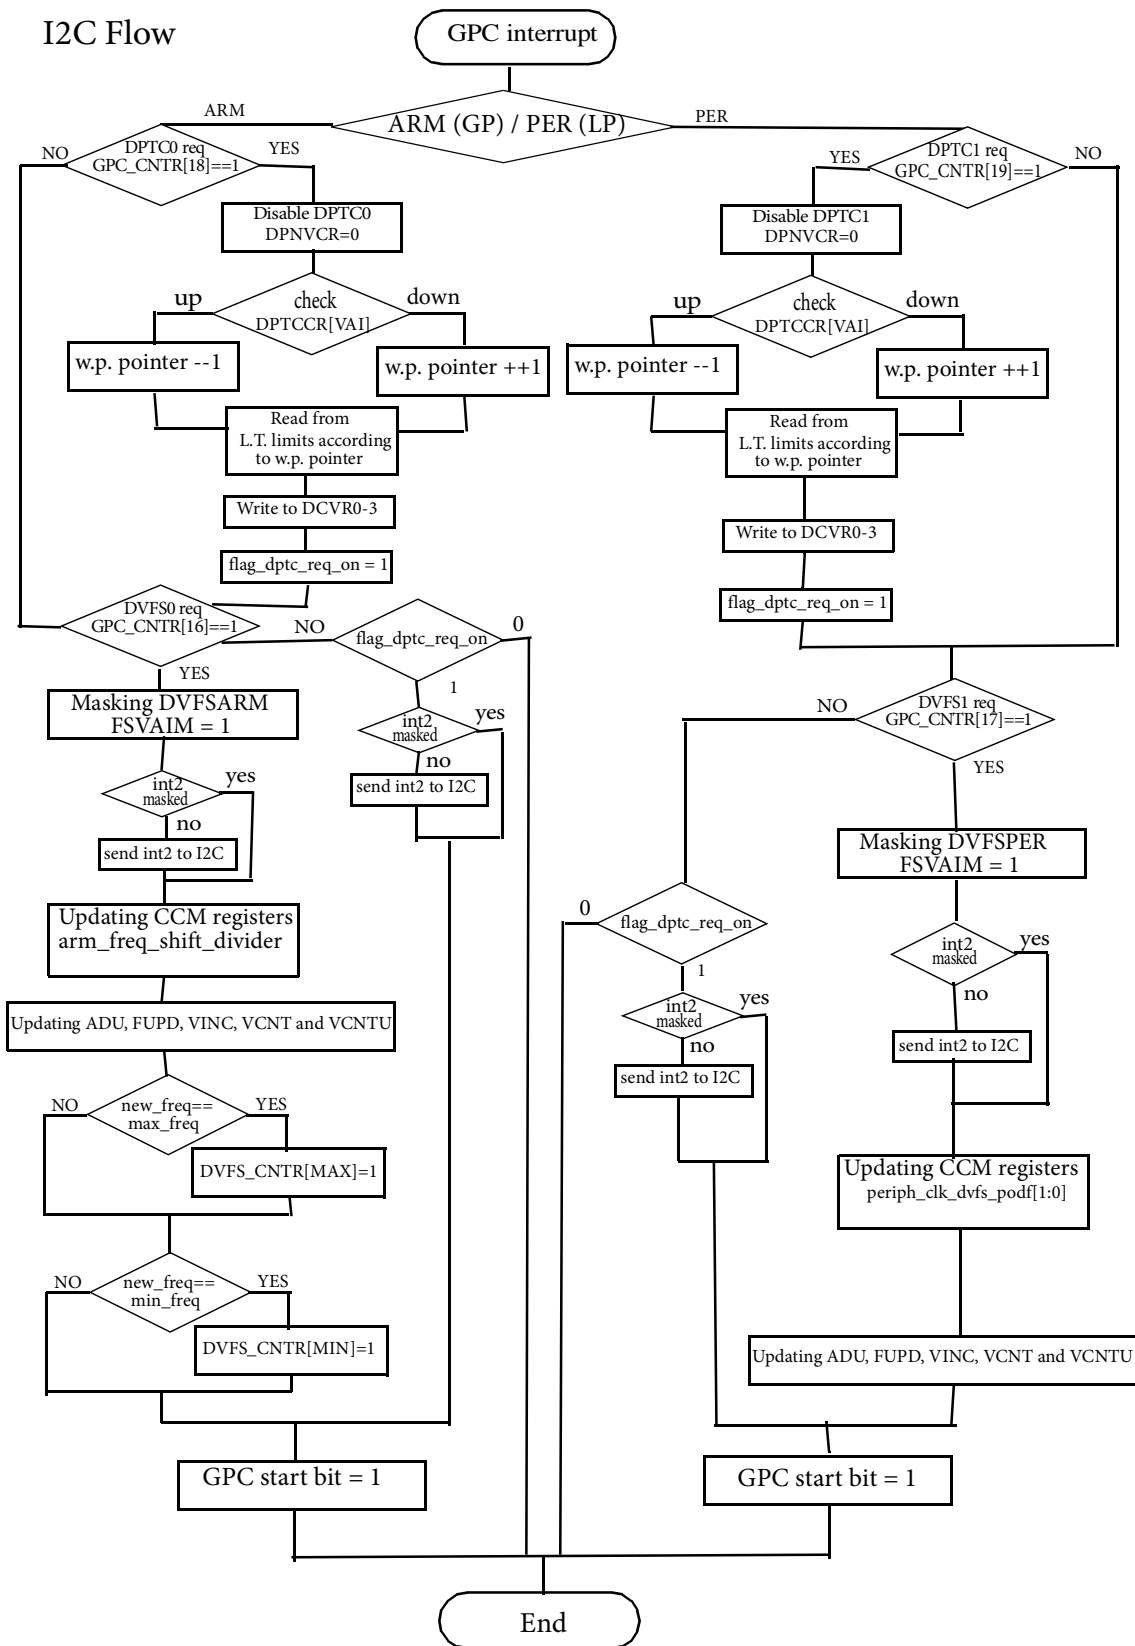 I2C Flow
GPC interrupt
ARM (GP) / PER (LP)
ARM
PER
DPTC0 req
GPC_CNTR[18]==1
NO
YES
Disable DPTC0
DPNVCR=0
check
DPTCCR[VAI]
up
down
w.p. pointer --1
w.p. pointer ++1
Read from
L.T. limits according
to w.p. pointer
Write to DCVR0-3
flag_dptc_req_on = 1
DVFS0 req
GPC_CNTR[16]==1
NO
YES
flag_dptc_req_on
0
1
int2
masked
yes
no
send int2 to I2C
Masking DVFSARM
FSVAIM = 1
int2
masked
yes
no
send int2 to I2C
Updating CCM registers
arm_freq_shift_divider
Updating ADU, FUPD, VINC, VCNT and VCNTU
new_freq==
max_freq
NO
YES
DVFS_CNTR[MAX]=1
new_freq==
min_freq
NO
YES
DVFS_CNTR[MIN]=1
GPC start bit = 1
DPTC1 req
GPC_CNTR[19]==1
YES
NO
Disable DPTC1
DPNVCR=0
check
DPTCCR[VAI]
up
down
w.p. pointer --1
w.p. pointer ++1
Read from
L.T. limits according
to w.p. pointer
Write to DCVR0-3
flag_dptc_req_on = 1
DVFS1 req
GPC_CNTR[17]==1
NO
YES
flag_dptc_req_on
0
1
int2
masked
yes
no
send int2 to I2C
Masking DVFSPER
FSVAIM = 1
int2
masked
yes
no
send int2 to I2C
Updating CCM registers
periph_clk_dvfs_podf[1:0]
Updating ADU, FUPD, VINC, VCNT and VCNTU
GPC start bit = 1
End